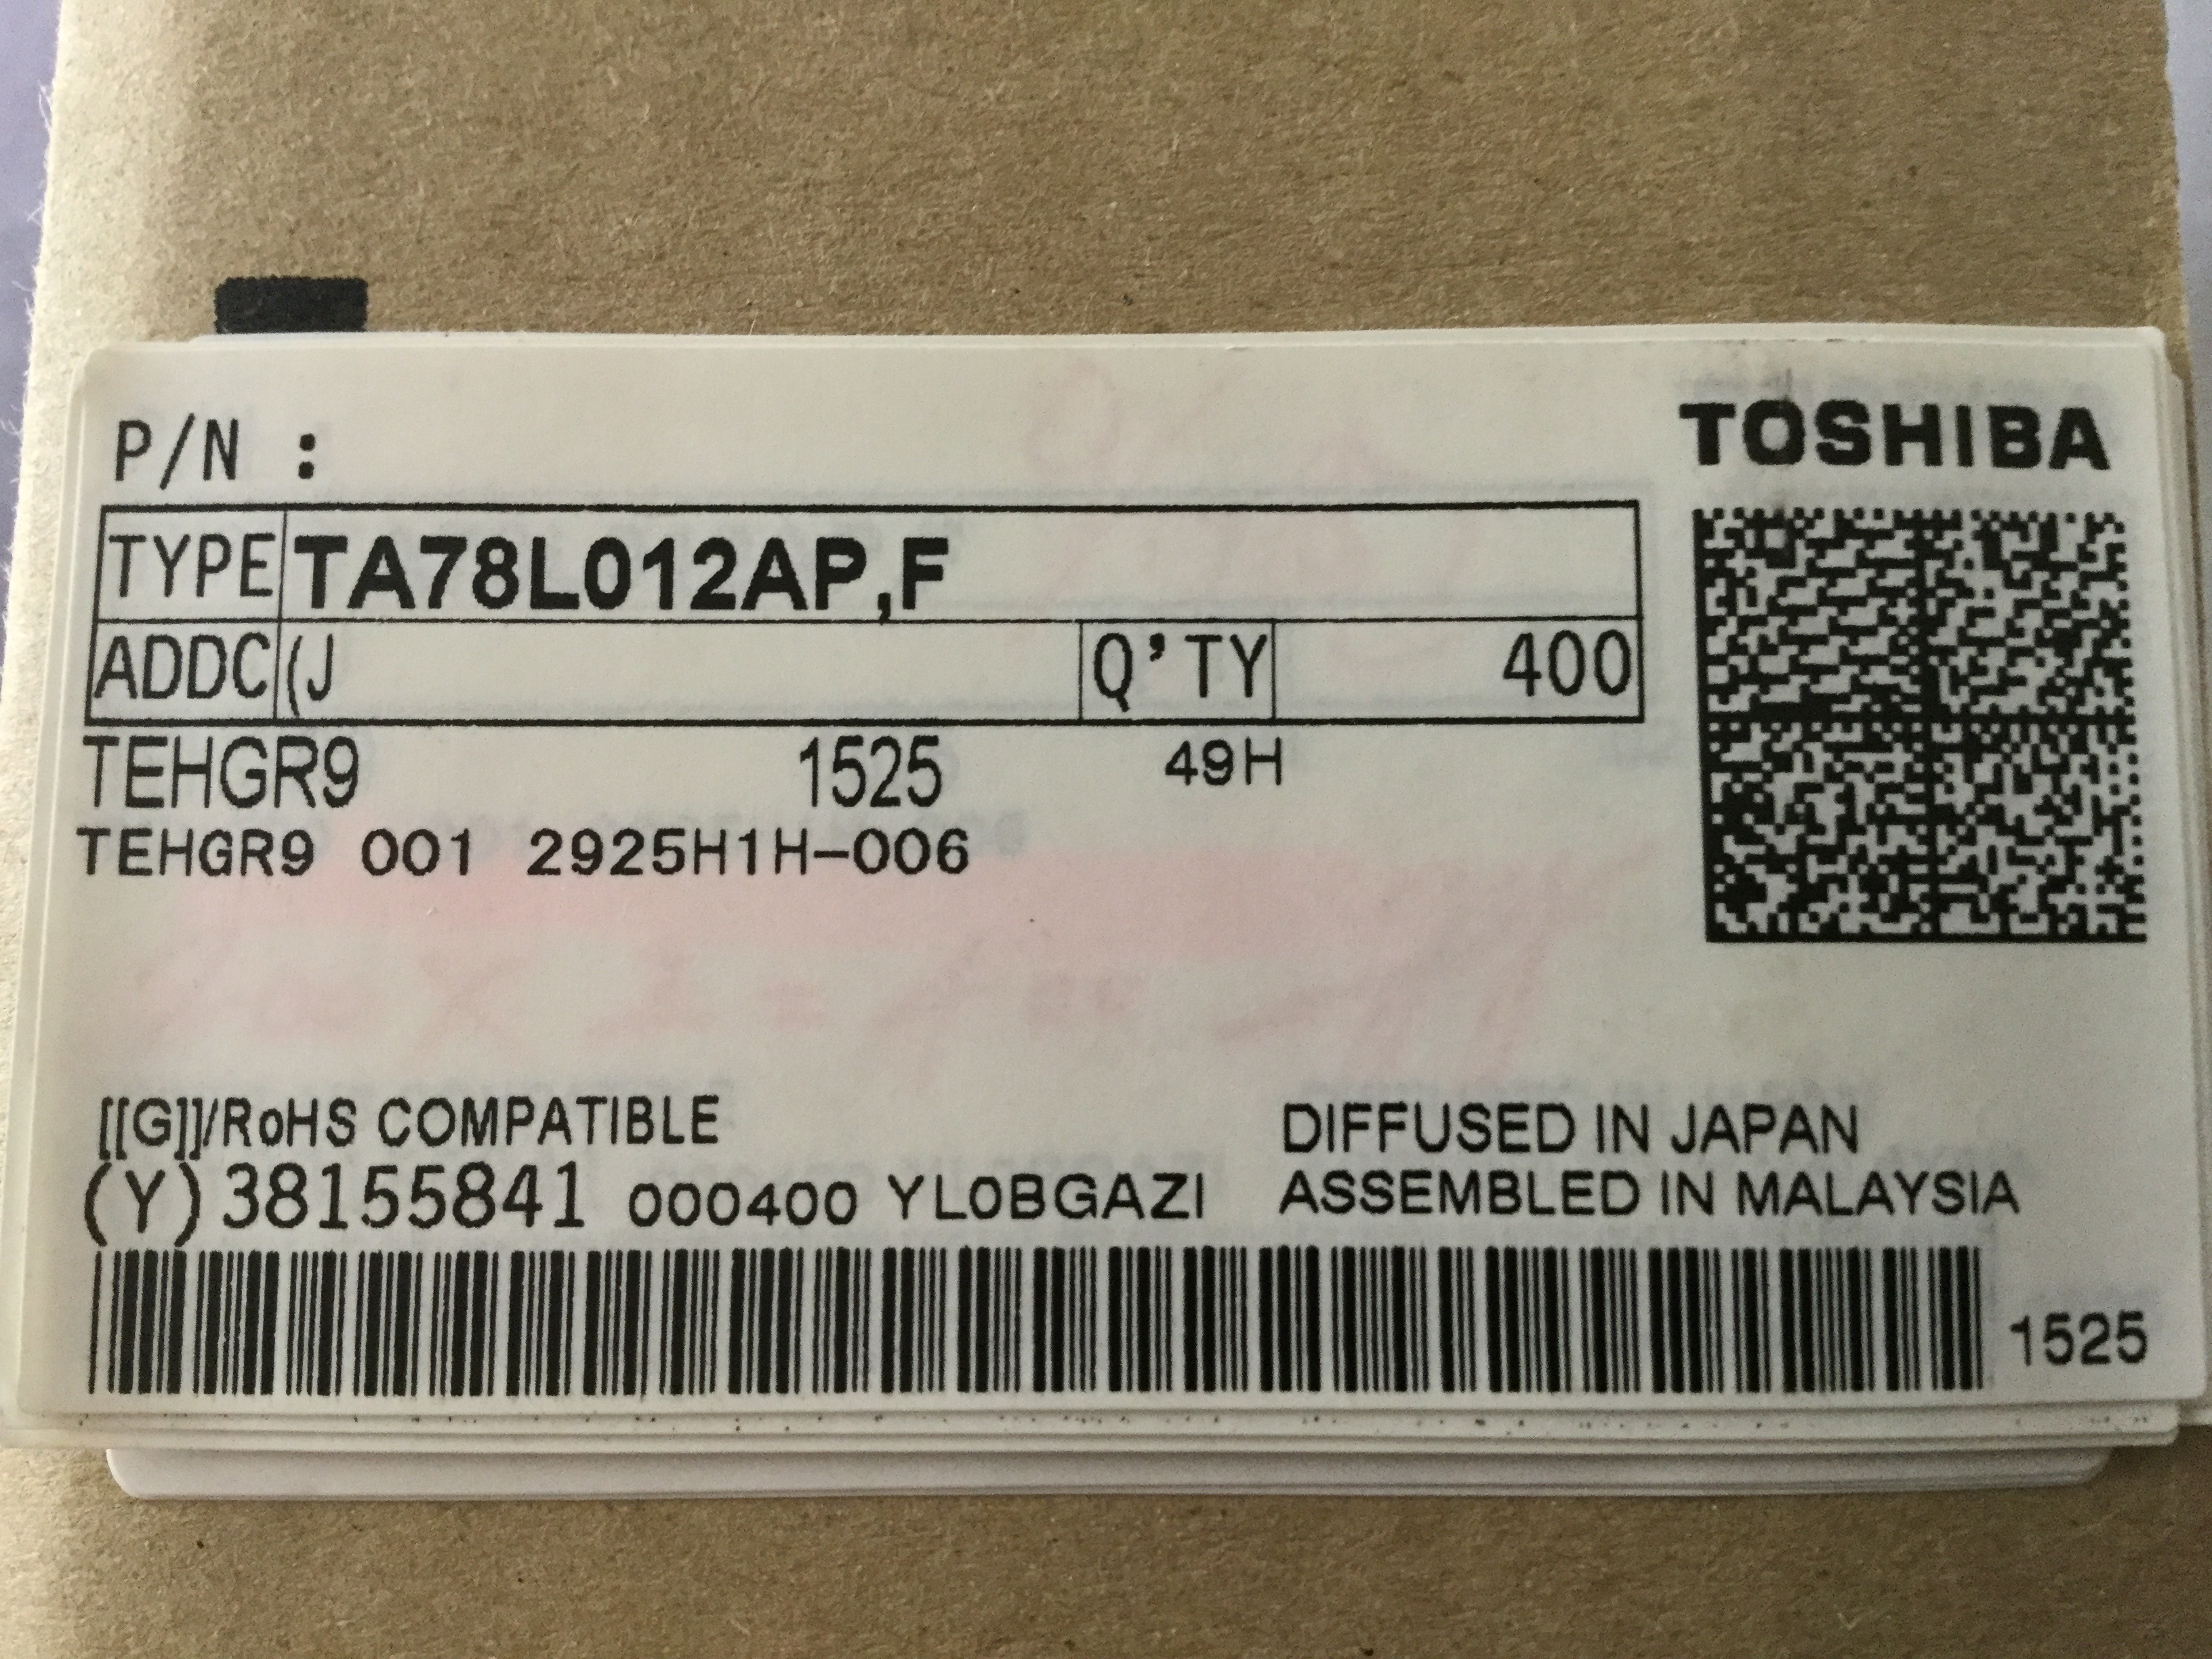 P/N :
TOSHIBA
TYPE TA78L012AP,F
ADDC (J Q'TY 400
TEHGR9 1525 49H
TEHGR9 001 2925H1H-006
[[G]]/RoHS COMPATIBLE
DIFFUSED IN JAPAN
(Y)38155841 000400 YL0BGAZI
ASSEMBLED IN MALAYSIA
1525